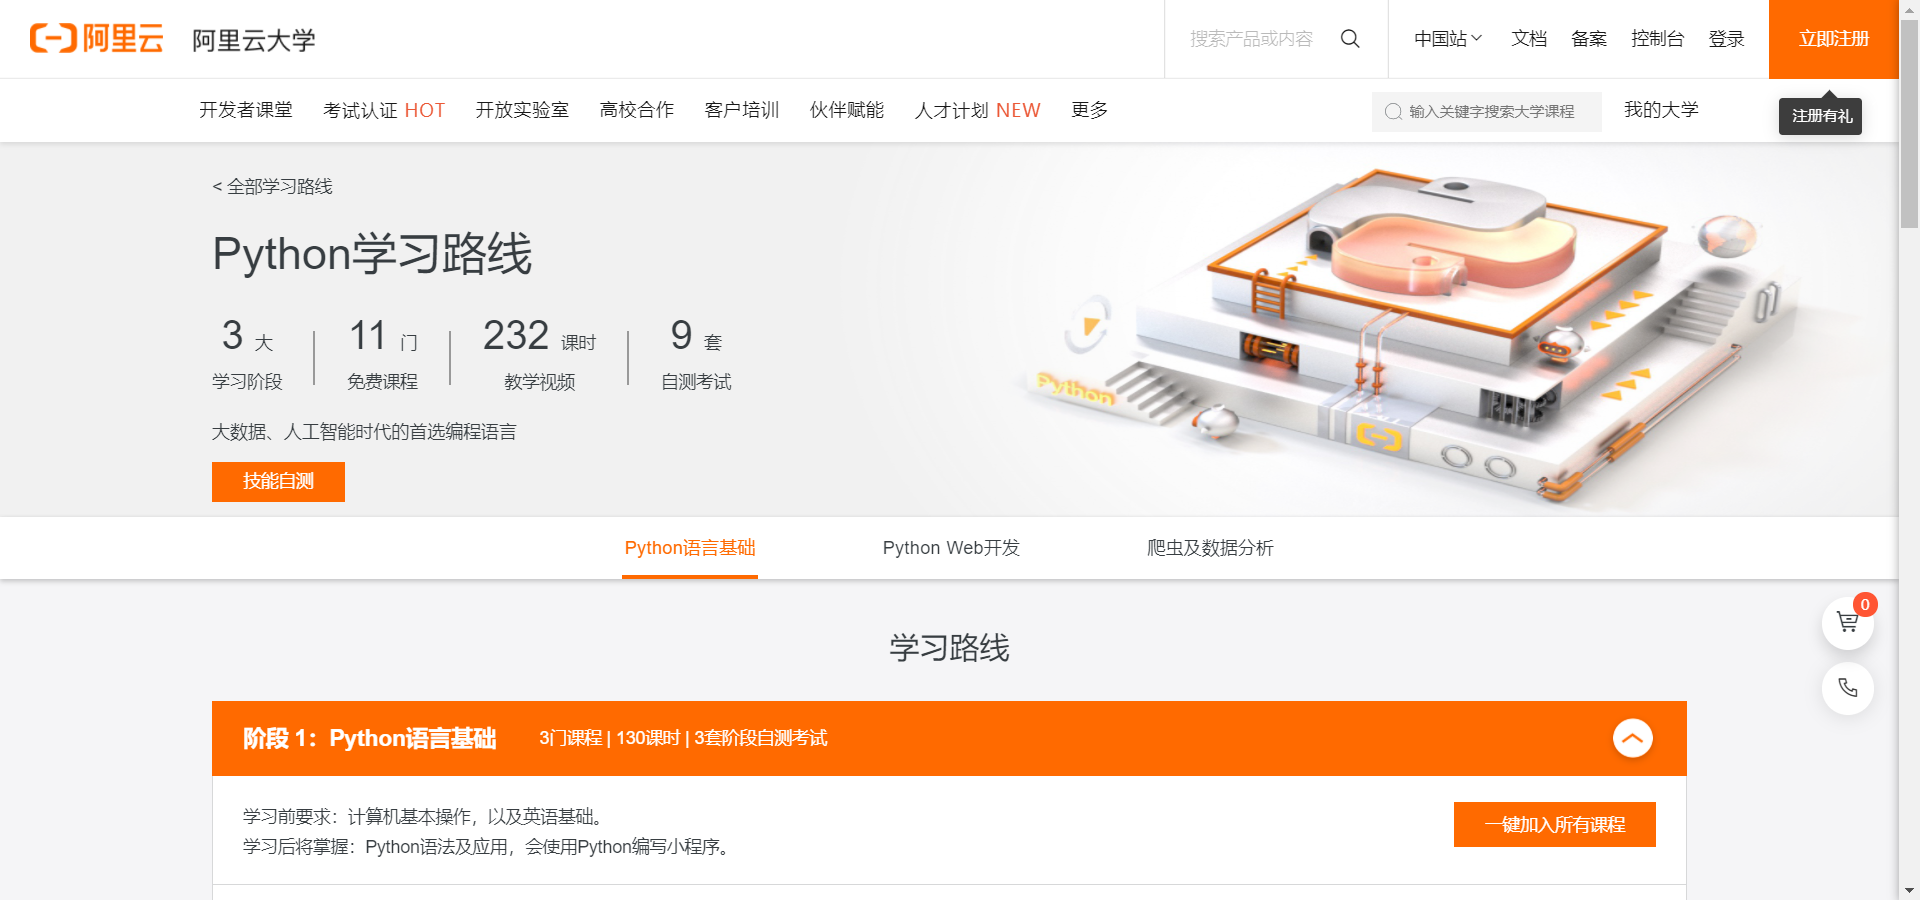 阿里云 阿里云大学 搜索产品或内容 中国站 文档 备案 控制台 登录 立即注册
开发者课堂 考试认证 HOT 开放实验室 高校合作 客户培训 伙伴赋能 人才计划 NEW 更多 输入关键字搜索大学课程 我的大学 注册有礼
< 全部学习路线
Python学习路线
3 大 11 门 232 课时 9 套
学习阶段 免费课程 教学视频 自测考试
Python
大数据、人工智能时代的首选编程语言
技能自测
Python语言基础 Python Web开发 爬虫及数据分析
0
学习路线
阶段 1：Python语言基础 3门课程 | 130课时 | 3套阶段自测考试
学习前要求：计算机基本操作，以及英语基础。
一键加入所有课程
学习后将掌握：Python语法及应用，会使用Python编写小程序。